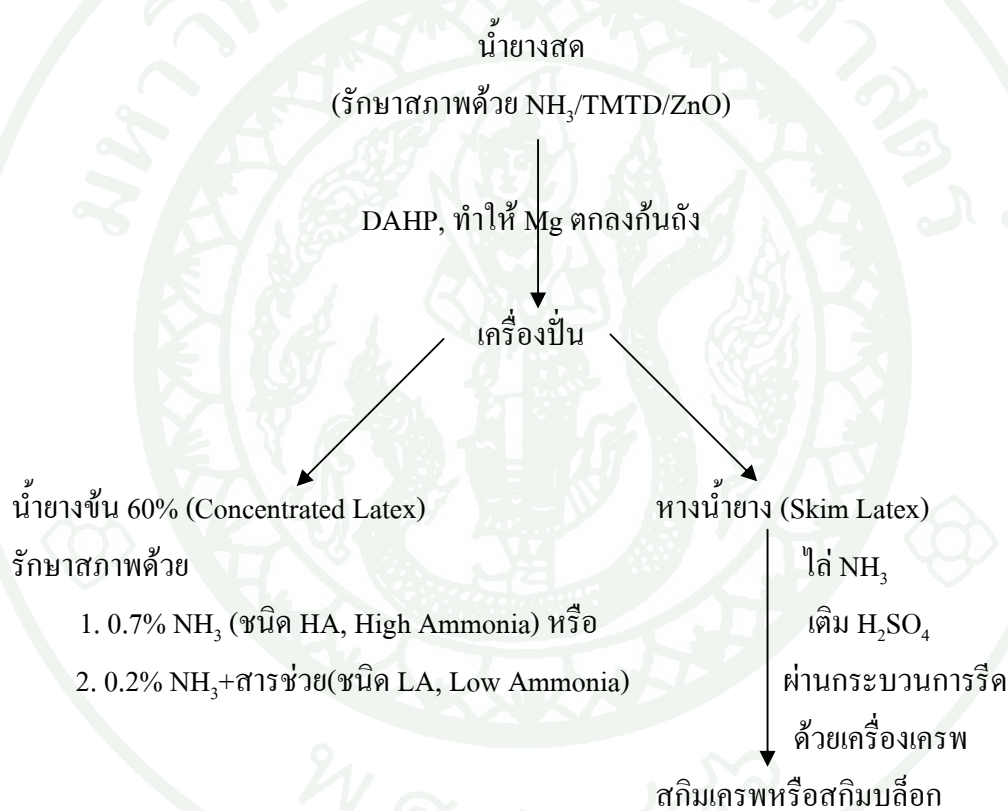 น้ำยางสด
(รักษาสภาพด้วย NH₃/TMTD/ZnO)
DAHP, ทำให้ Mg ตกลงก้นถัง
เครื่องปั่น
น้ำยางข้น 60% (Concentrated Latex)
รักษาสภาพด้วย
1. 0.7% NH₃ (ชนิด HA, High Ammonia) หรือ
2. 0.2% NH₃+สารช่วย(ชนิด LA, Low Ammonia)
หางน้ำยาง (Skim Latex)
ไล่ NH₃
เติม H₂SO₄
ผ่านกระบวนการรีด
ด้วยเครื่องเครพ
สกิมเครพหรือสกิมบล็อก